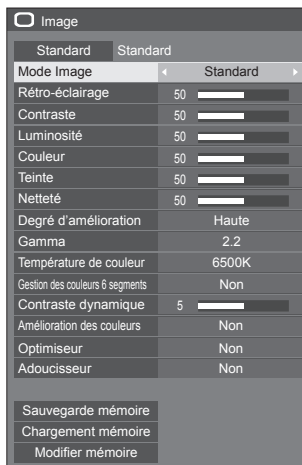 Image
Standard Standard
Mode Image Standard
Rétro-éclairage 50
Contraste 50
Luminosité 50
Couleur 50
Teinte 50
Netteté 50
Degré d'amélioration Haute
Gamma 2.2
Température de couleur 6500K
Gestion des couleurs 6 segments Non
Contraste dynamique 5
Amélioration des couleurs Non
Optimiseur Non
Adoucisseur Non
Sauvegarde mémoire
Chargement mémoire
Modifier mémoire